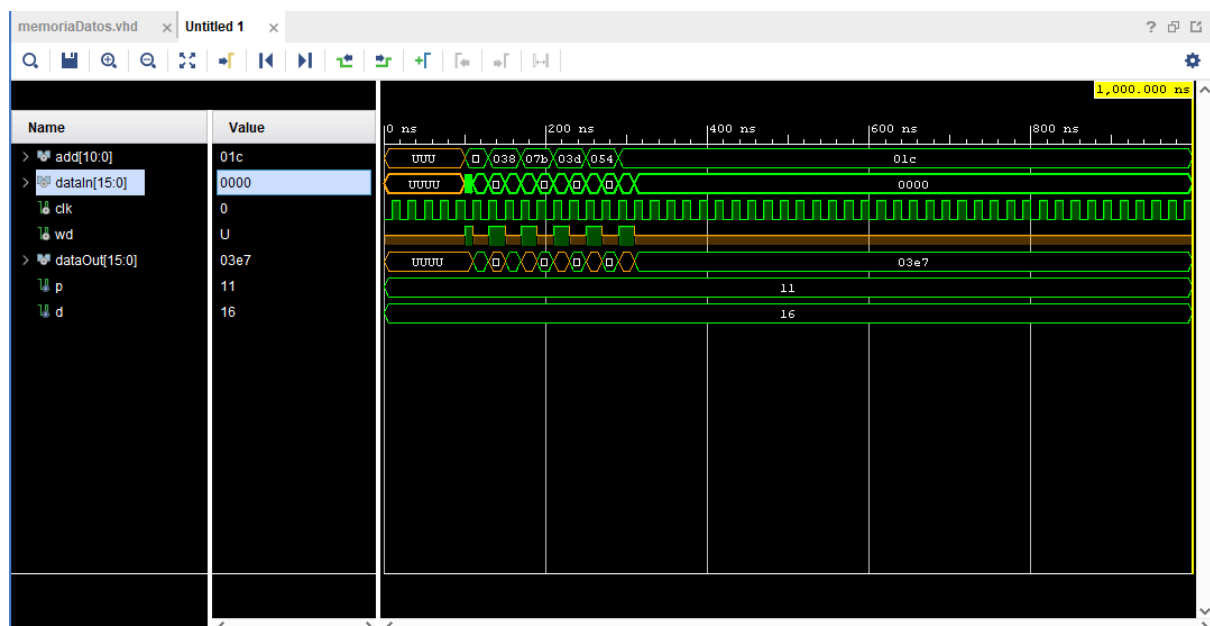 memoriaDatos.vhd × Untitled 1 ×
1,000.000 ns
Name Value 0 ns 200 ns 400 ns 600 ns 800 ns
add[10:0] 01c UUU 038 07b 03d 054 01c
dataIn[15:0] 0000 UUUU 0000
clk 0
wd U
dataOut[15:0] 03e7 UUUU 03e7
p 11 11
d 16 16